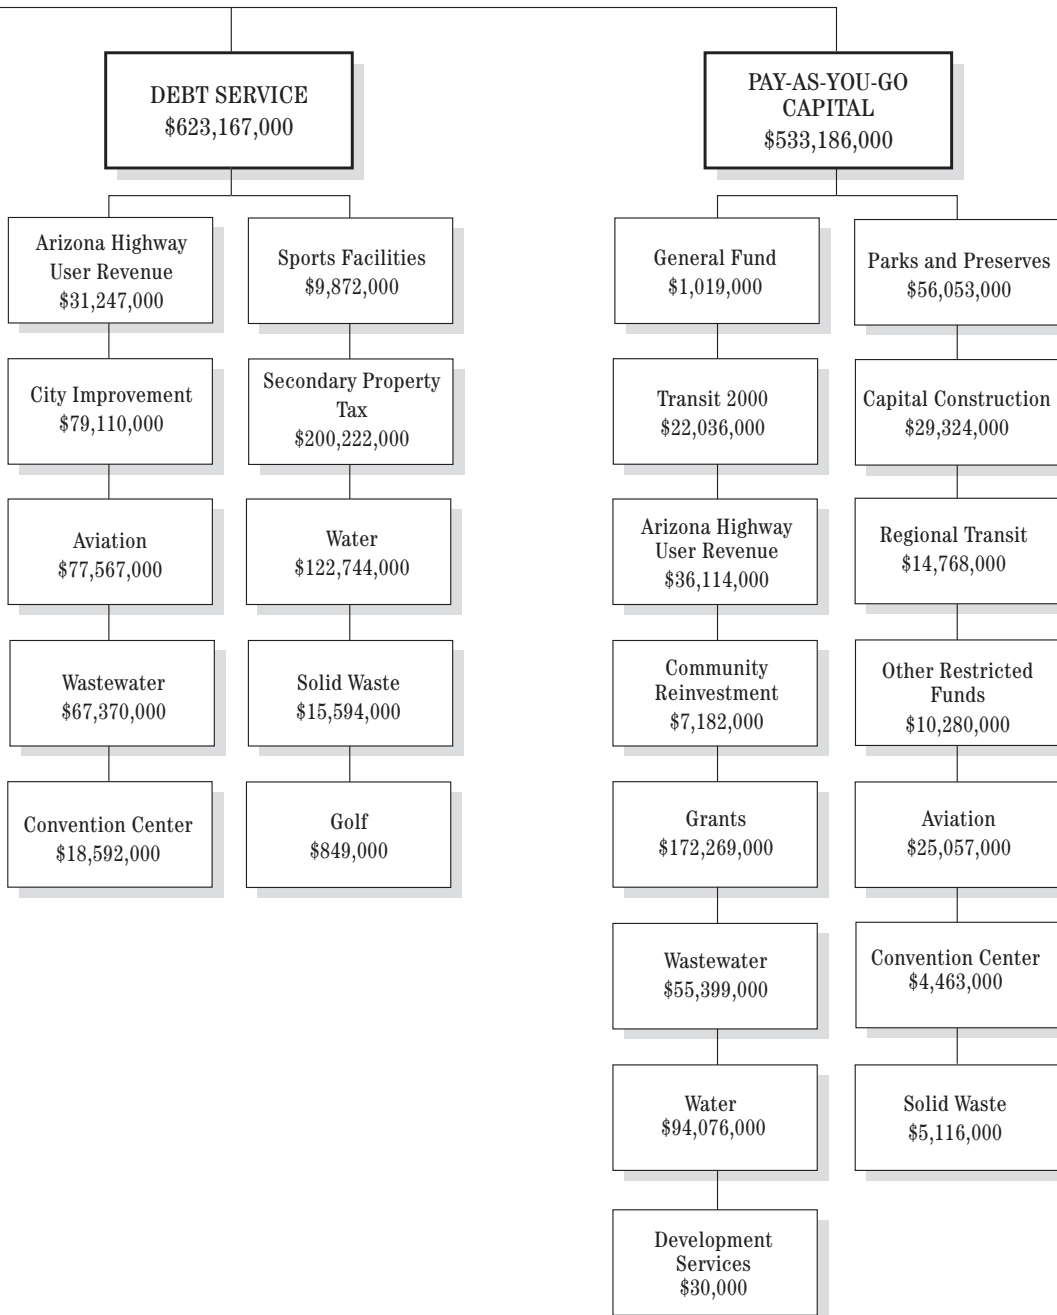 DEBT SERVICE
$623,167,000
PAY-AS-YOU-GO
CAPITAL
$533,186,000
Arizona Highway
User Revenue
$31,247,000
Sports Facilities
$9,872,000
City Improvement
$79,110,000
Secondary Property
Tax
$200,222,000
Aviation
$77,567,000
Water
$122,744,000
Wastewater
$67,370,000
Solid Waste
$15,594,000
Convention Center
$18,592,000
Golf
$849,000
General Fund
$1,019,000
Parks and Preserves
$56,053,000
Transit 2000
$22,036,000
Capital Construction
$29,324,000
Arizona Highway
User Revenue
$36,114,000
Regional Transit
$14,768,000
Community
Reinvestment
$7,182,000
Other Restricted
Funds
$10,280,000
Grants
$172,269,000
Aviation
$25,057,000
Wastewater
$55,399,000
Convention Center
$4,463,000
Water
$94,076,000
Solid Waste
$5,116,000
Development
Services
$30,000